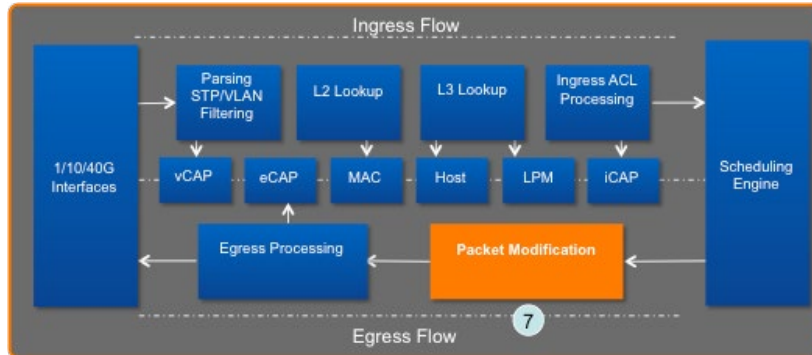 Ingress Flow
1/10/40G
Interfaces
Parsing
STP/VLAN
Filtering
L2 Lookup
L3 Lookup
Ingress ACL
Processing
vCAP
eCAP
MAC
Host
LPM
iCAP
Scheduling
Engine
Egress Processing
Packet Modification
7
Egress Flow